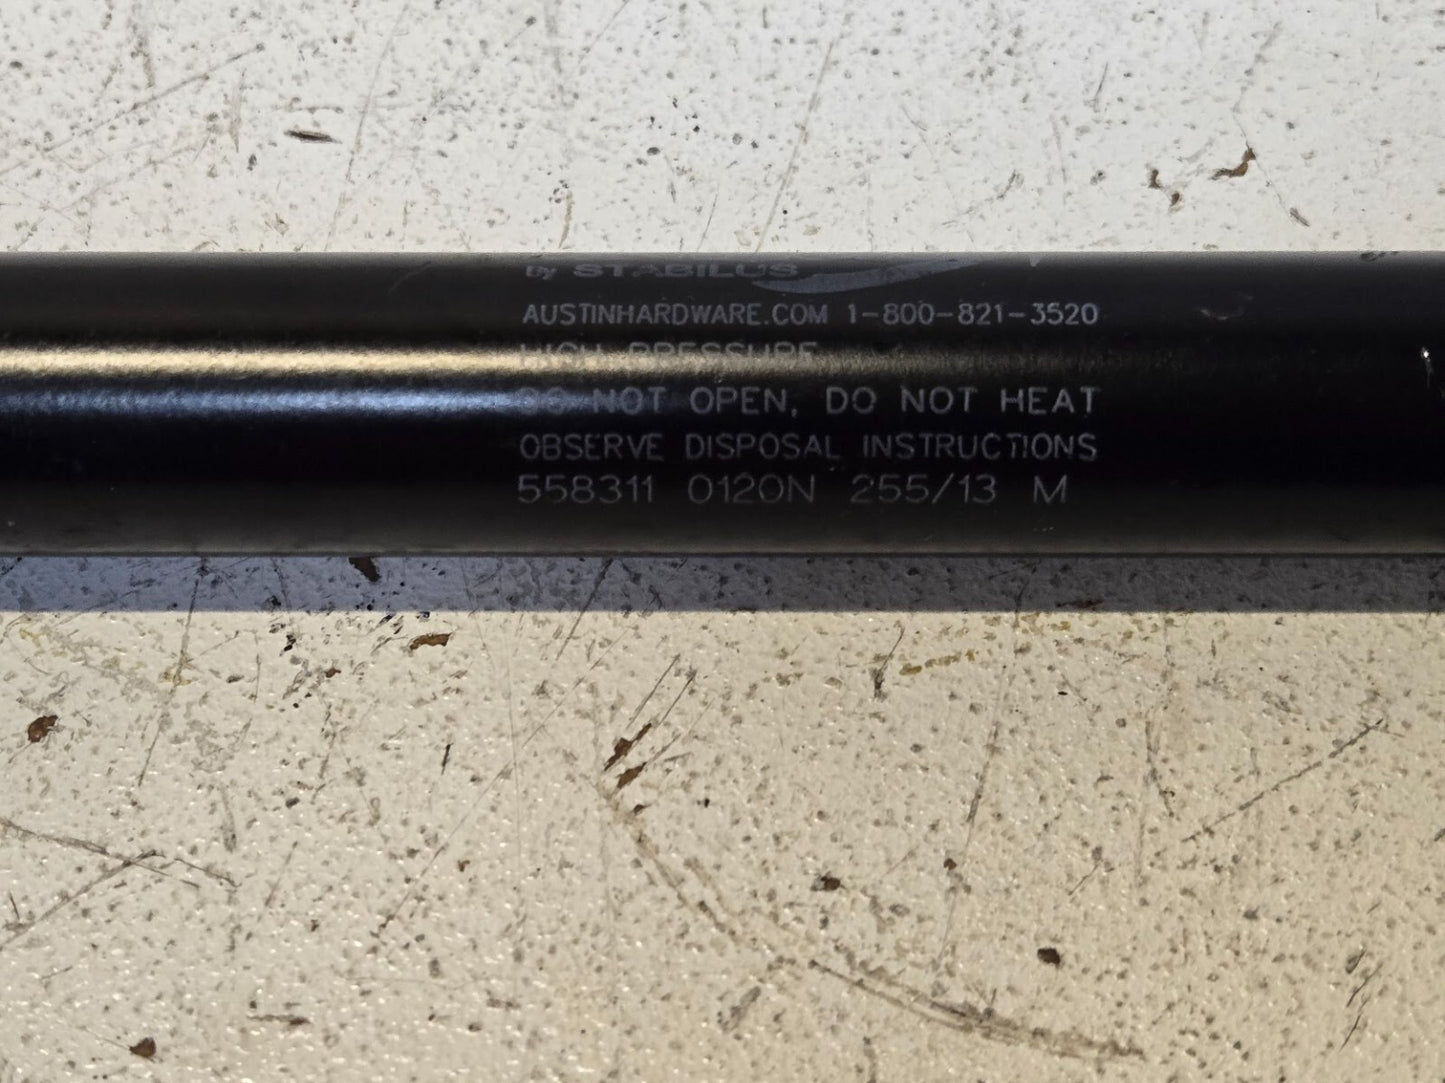 By STABILUS
AUSTINHARDWARE.COM 1-800-821-3520
HIGH PRESSURE
DO NOT OPEN, DO NOT HEAT
OBSERVE DISPOSAL INSTRUCTIONS
558311 0120N 255/13 M